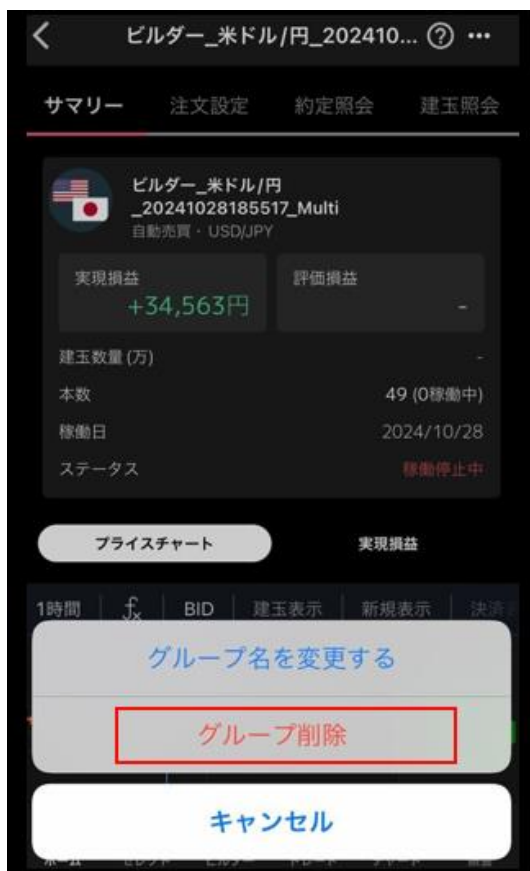 ビルダー_米ドル/円_202410... ? •••
サマリー 注文設定 約定照会 建玉照会
ビルダー_米ドル/円
_20241028185517_Multi
自動売買・USD/JPY
実現損益 評価損益
+34,563円 -
建玉数量(万) -
本数 49 (0稼働中)
稼働日 2024/10/28
ステータス 稼働停止中
プライスチャート 実現損益
1時間 fx BID 建玉表示 新規表示 決済
グループ名を変更する
グループ削除
キャンセル